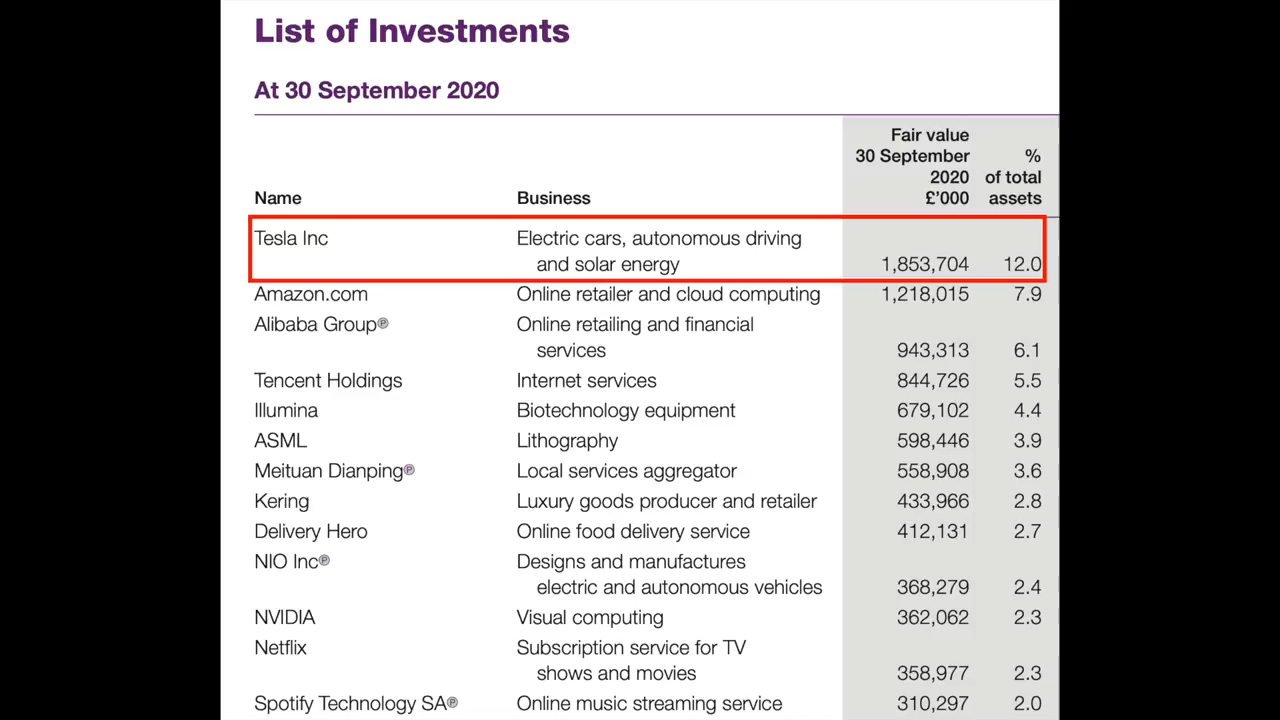 List of Investments
At 30 September 2020
Fair value
30 September %
2020 of total
Name Business £'000 assets
Tesla Inc Electric cars, autonomous driving
and solar energy 1,853,704 12.0
Amazon.com Online retailer and cloud computing 1,218,015 7.9
Alibaba GroupⓅ Online retailing and financial
services 943,313 6.1
Tencent Holdings Internet services 844,726 5.5
Illumina Biotechnology equipment 679,102 4.4
ASML Lithography 598,446 3.9
Meituan DianpingⓅ Local services aggregator 558,908 3.6
Kering Luxury goods producer and retailer 433,966 2.8
Delivery Hero Online food delivery service 412,131 2.7
NIO IncⓅ Designs and manufactures
electric and autonomous vehicles 368,279 2.4
NVIDIA Visual computing 362,062 2.3
Netflix Subscription service for TV
shows and movies 358,977 2.3
Spotify Technology SAⓅ Online music streaming service 310,297 2.0